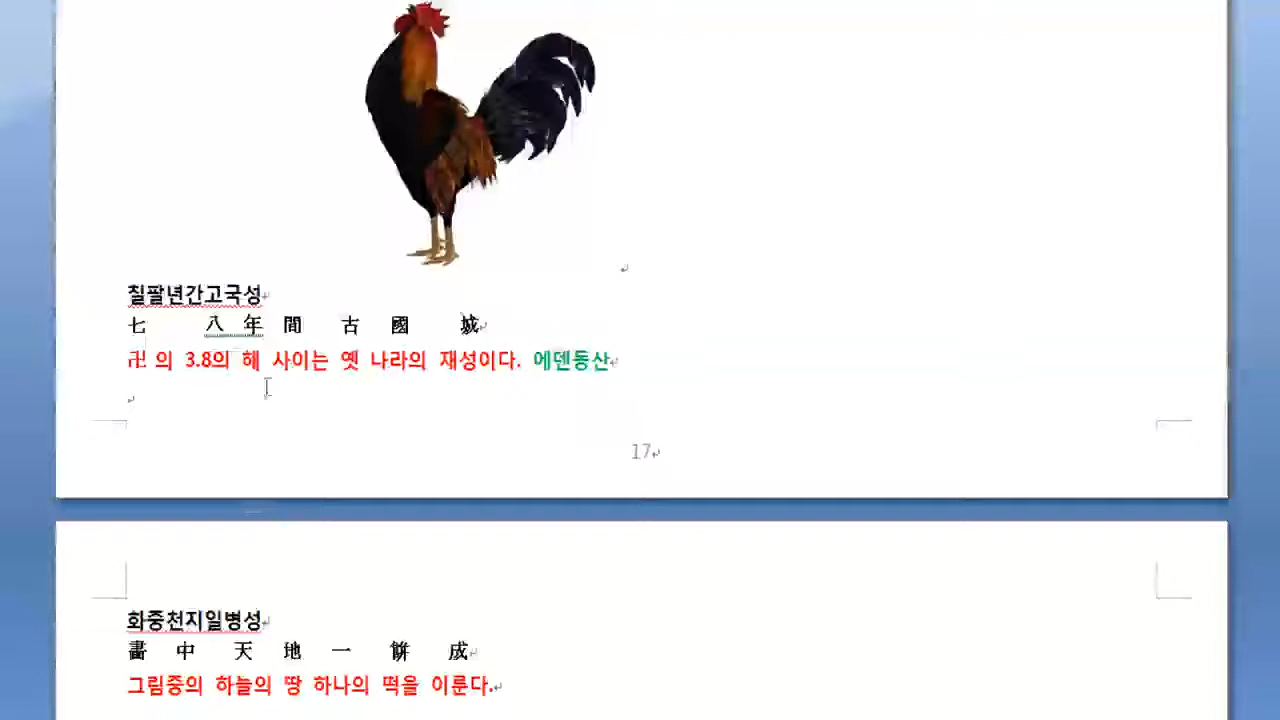 칠팔년간고국성
七 八 年 間 古 國 城
卍 의 3.8의 해 사이는 옛 나라의 재성이다. 에덴동산
17
화중천지일병성
畵 中 天 地 一 餠 成
그림중의 하늘의 땅 하나의 떡을 이룬다.